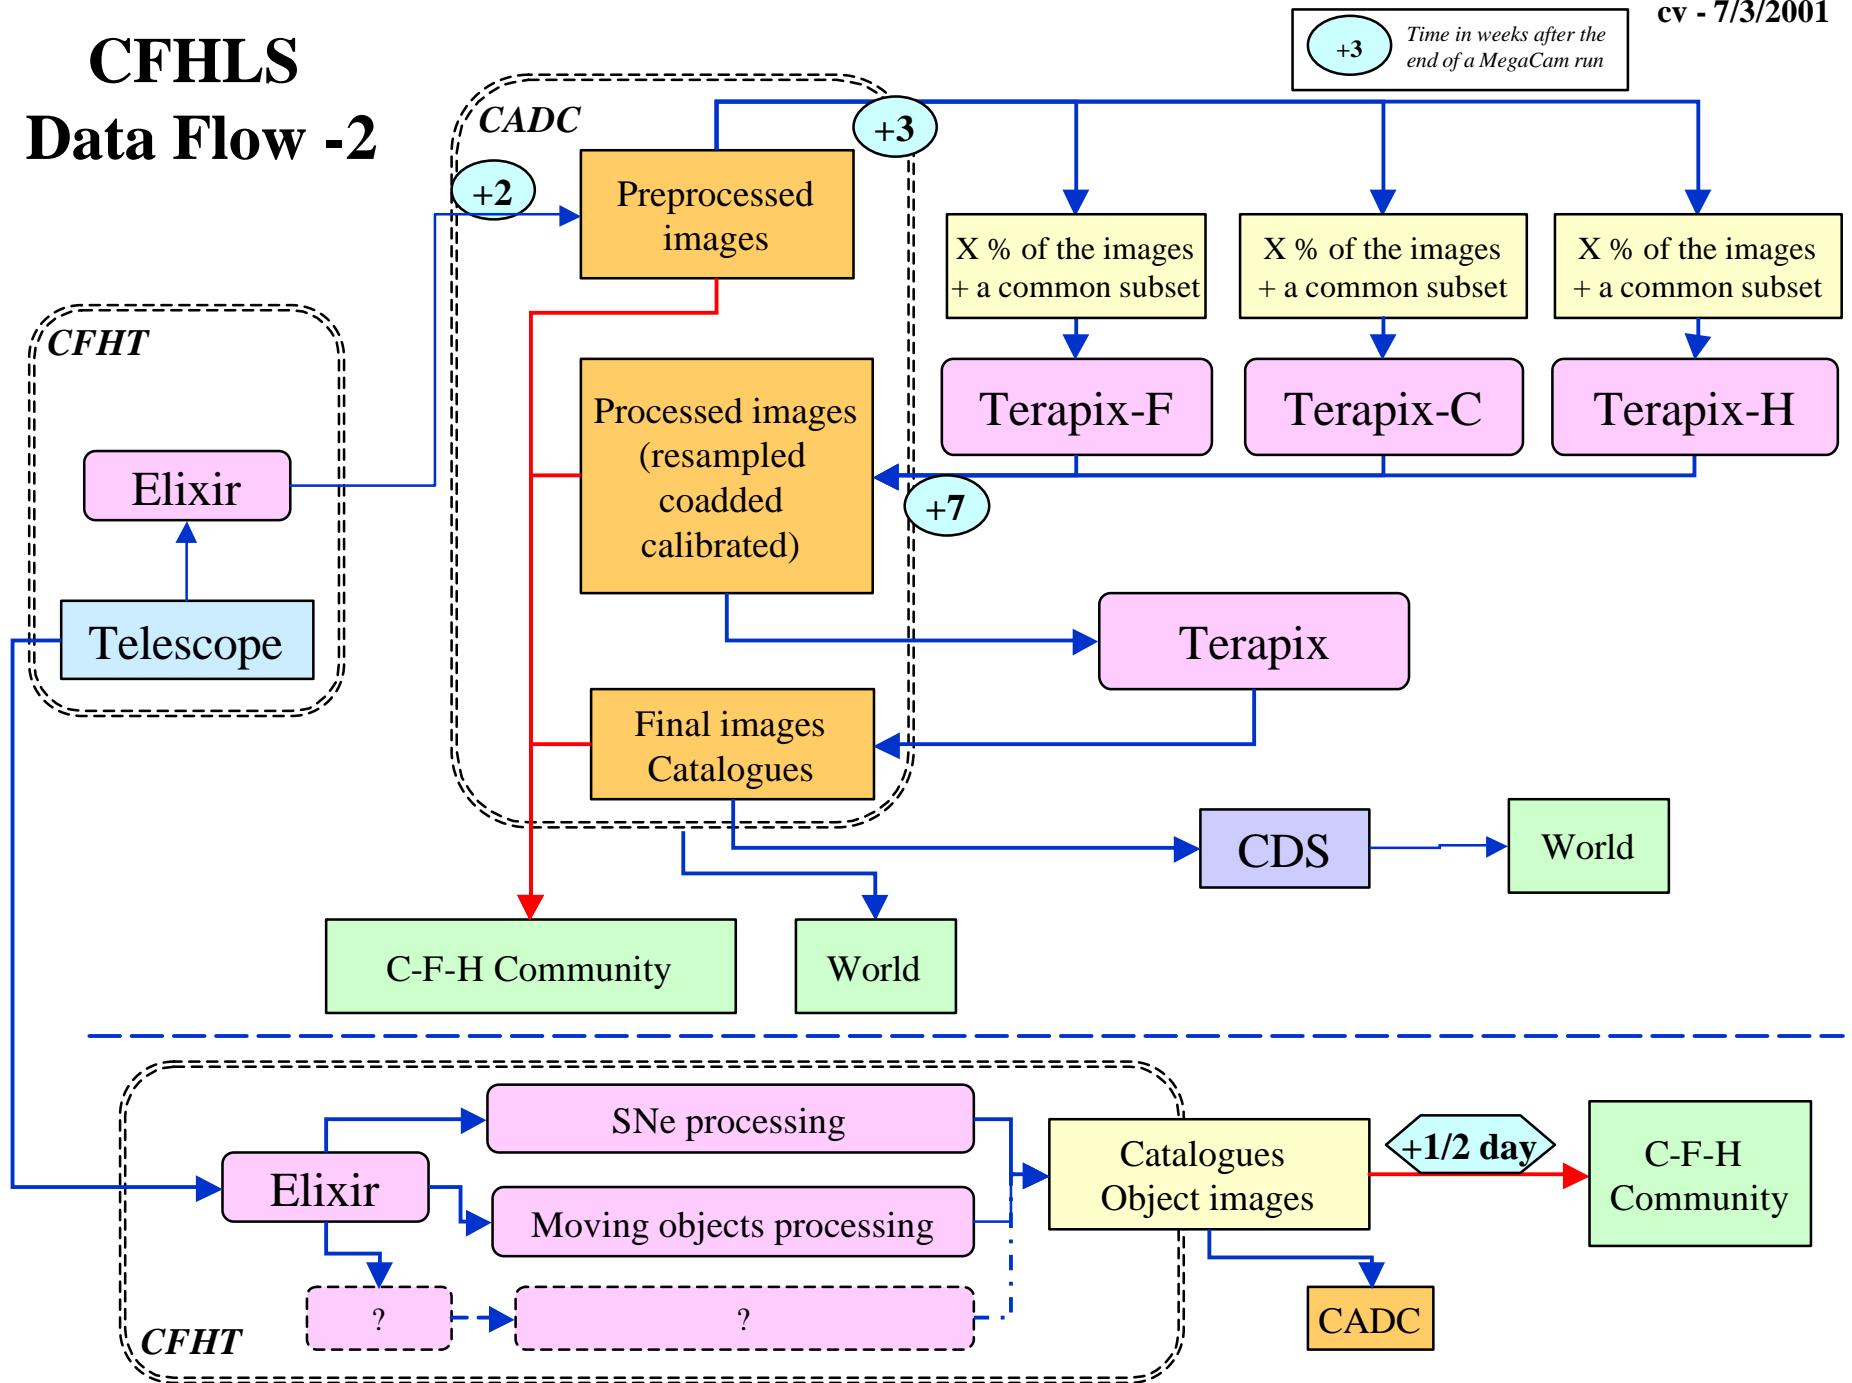 cv - 7/3/2001
+3
Time in weeks after the
end of a MegaCam run
CFHLS
Data Flow -2
CADC
+3
+2
Preprocessed
images
X % of the images
+ a common subset
X % of the images
+ a common subset
X % of the images
+ a common subset
CFHT
Processed images
(resampled
coadded
calibrated)
Terapix-F
Terapix-C
Terapix-H
Elixir
+7
Telescope
Terapix
Final images
Catalogues
CDS
World
C-F-H Community
World
SNe processing
Catalogues
Object images
+1/2 day
C-F-H
Community
Elixir
Moving objects processing
?
?
CADC
CFHT